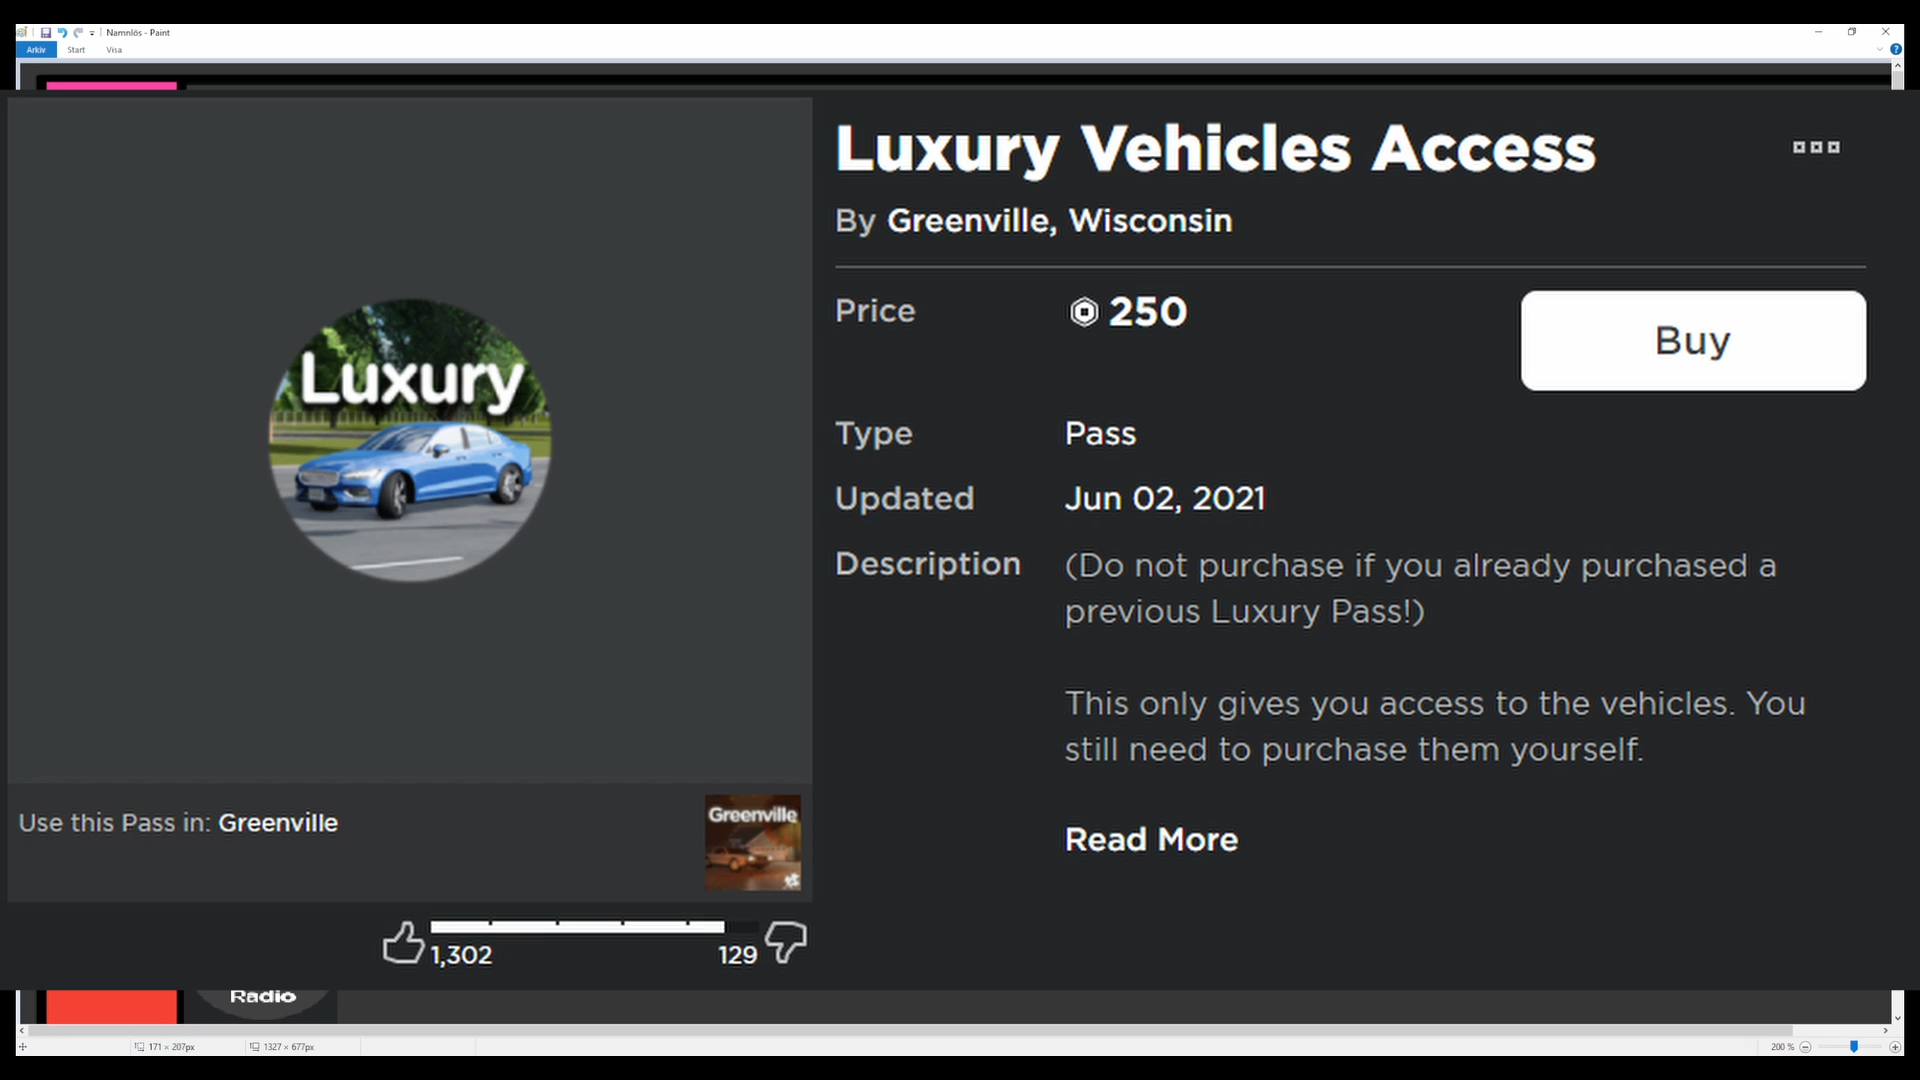 Namnlös - Paint
Arkiv Start Visa
Luxury Vehicles Access
By Greenville, Wisconsin
Price 250
Buy
Luxury
Type Pass
Updated Jun 02, 2021
Description (Do not purchase if you already purchased a
previous Luxury Pass!)
This only gives you access to the vehicles. You
still need to purchase them yourself.
Read More
Use this Pass in: Greenville
Greenville
1,302 129
Radio
171 × 207px 1327 × 677px 200 %